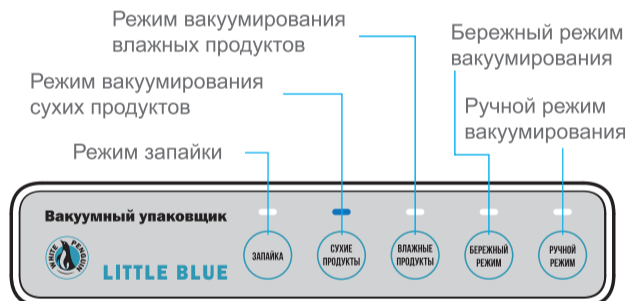 Режим вакуумирования
влажных продуктов
Бережный режим
вакуумирования
Режим вакуумирования
сухих продуктов
Ручной режим
вакуумирования
Режим запайки
Вакуумный упаковщик
WHITE PENGUIN
LITTLE BLUE
ЗАПАЙКА
СУХИЕ
ПРОДУКТЫ
ВЛАЖНЫЕ
ПРОДУКТЫ
БЕРЕЖНЫЙ
РЕЖИМ
РУЧНОЙ
РЕЖИМ